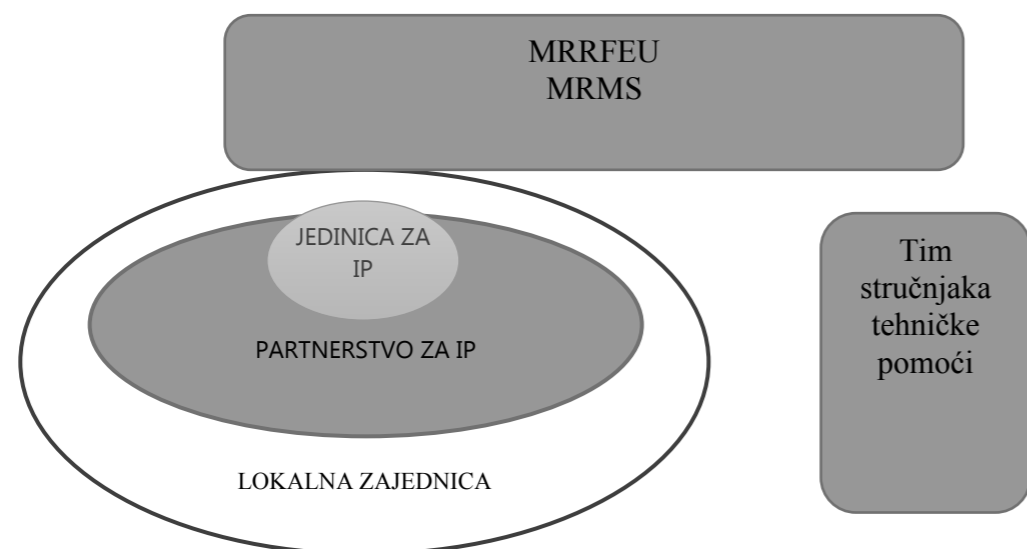 MRRFEU
MRMS
JEDINICA ZA
IP
PARTNERSTVO ZA IP
LOKALNA ZAJEDNICA
Tim
stručnjaka
tehničke
pomoći